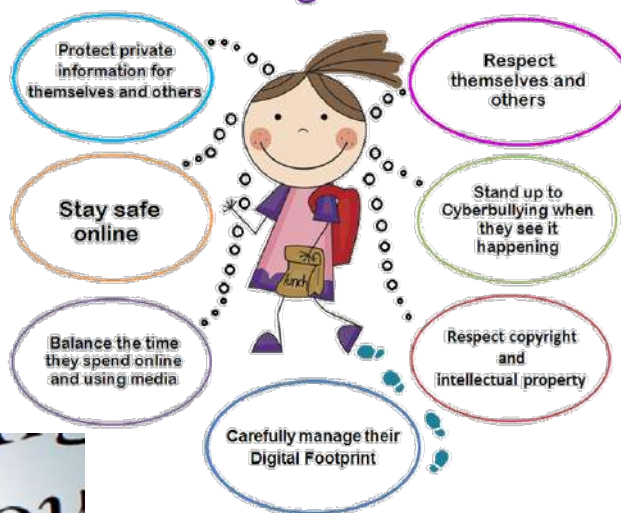 Protect private
information for
themselves and others
Respect
themselves and
others
Stay safe
online
Stand up to
Cyberbullying when
they see it
happening
lunch
Balance the time
they spend online
and using media
Respect copyright
and
intellectual property
Carefully manage their
Digital Footprint